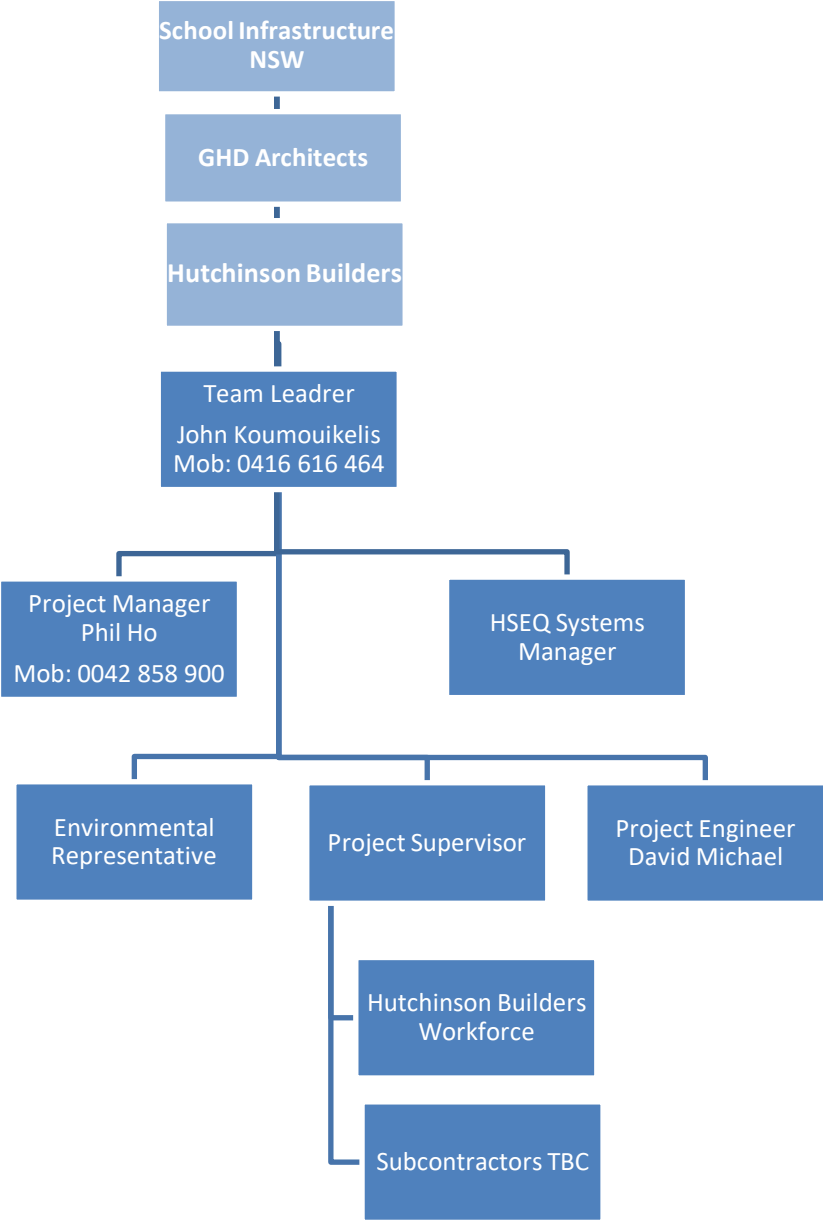 School Infrastructure
NSW
GHD Architects
Hutchinson Builders
Team Leadrer
John Koumouikelis
Mob: 0416 616 464
Project Manager
Phil Ho
Mob: 0042 858 900
HSEQ Systems
Manager
Environmental
Representative
Project Supervisor
Project Engineer
David Michael
Hutchinson Builders
Workforce
Subcontractors TBC